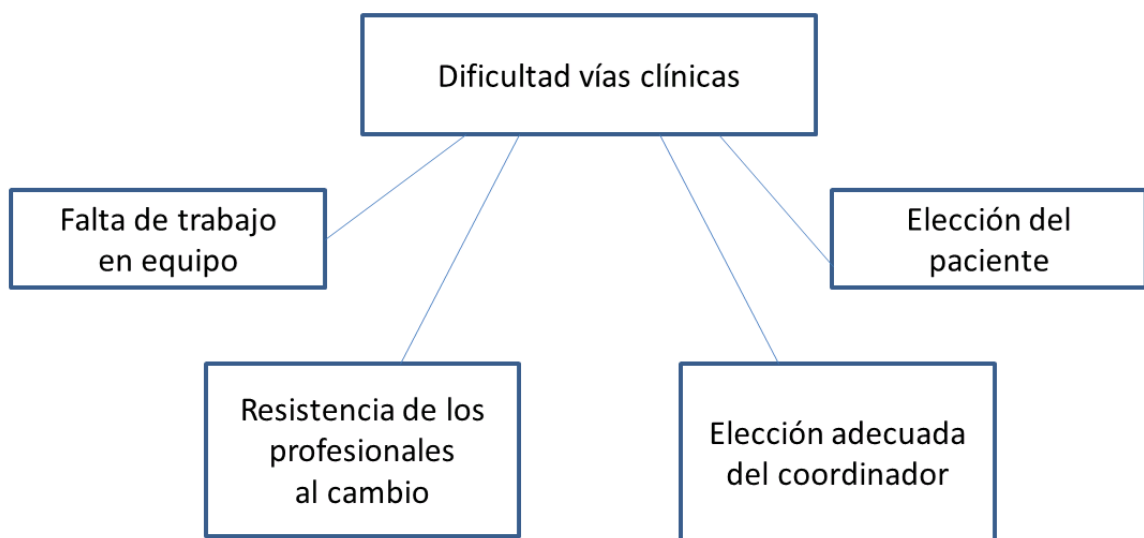 Dificultad vías clínicas
Falta de trabajo
en equipo
Elección del
paciente
Resistencia de los
profesionales
al cambio
Elección adecuada
del coordinador